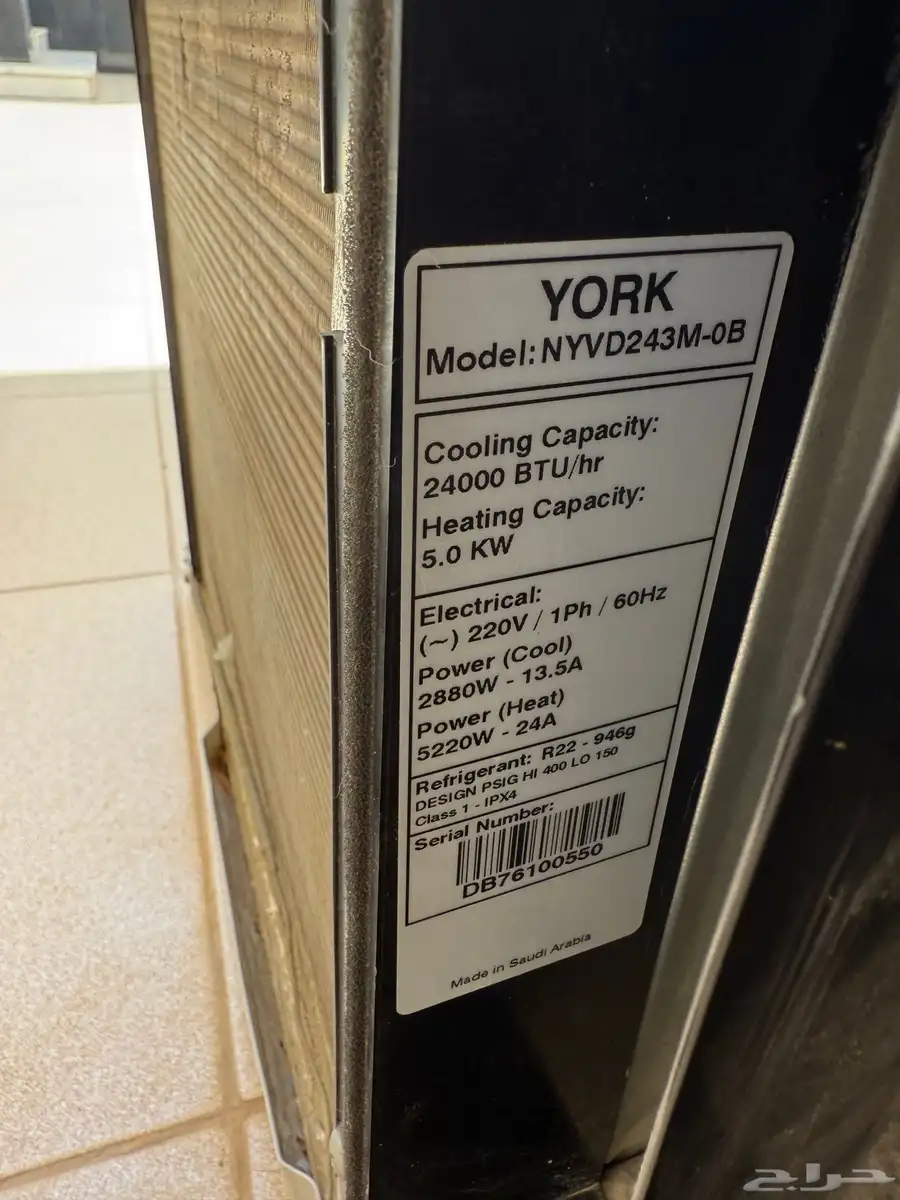 YORK
Model: NYVD243M-0B
Cooling Capacity:
24000 BTU/hr
Heating Capacity:
5.0 KW
Electrical:
(~) 220V / 1Ph / 60Hz
Power (Cool)
2880W - 13.5A
Power (Heat)
5220W - 24A
Refrigerant: R22 - 946g
DESIGN PSIG HI 400 LO 150
Class 1 - IPX4
Serial Number:
DB76100550
Made in Saudi Arabia
حراج